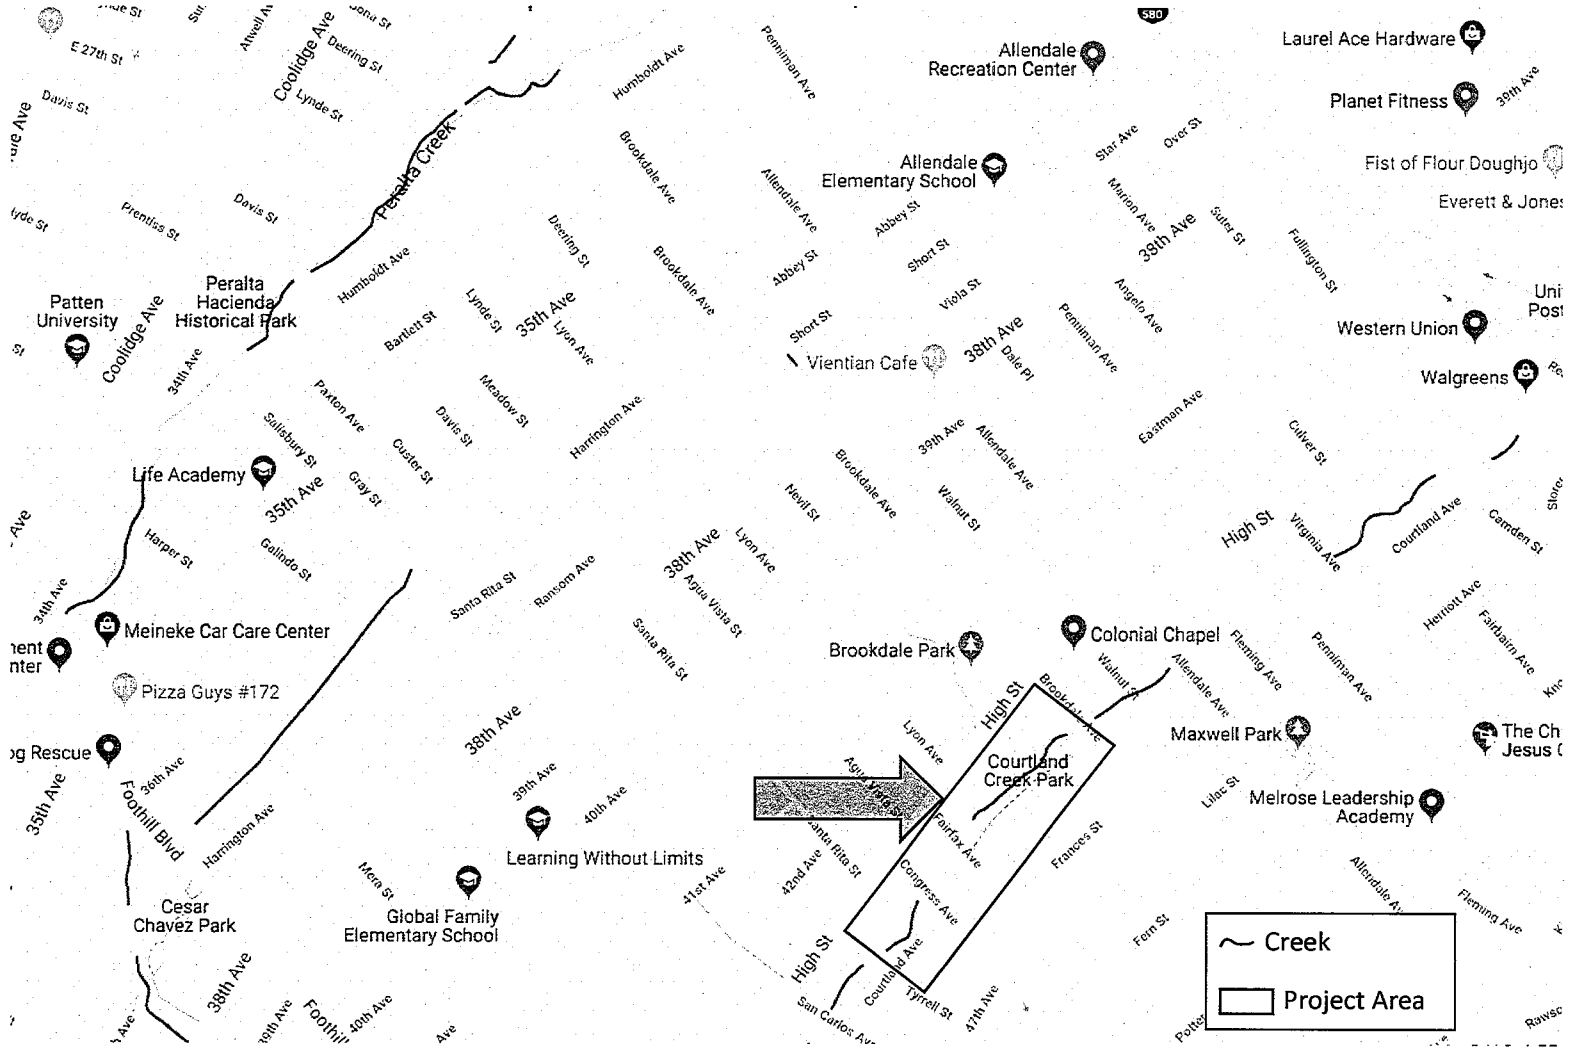 580
E 27th St
Coolidge Ave
Deering St
Lynde St
Davis St
Humboldt Ave
Penniman Ave
Allendale
Recreation Center
Laurel Ace Hardware
Planet Fitness
39th Ave
Peralta Creek
Brookdale Ave
Star Ave
Over St
Allendale
Elementary School
Fist of Flour Doughjo
Everett & Jones
Prentiss St
Davis St
Allendale Ave
Abbey St
Marion Ave
38th Ave
Suter St
Fullington St
Deering St
Short St
Abbey St
Humboldt Ave
Brookdale Ave
Peralta
Hacienda
Historical Park
Patten
University
Coolidge Ave
34th Ave
Bartlett St
Lynde St
35th Ave
Lyon Ave
Viola St
Short St
38th Ave
Dale Pl
Penniman Ave
Angelo Ave
Western Union
Vientian Cafe
Walgreens
Paxton Ave
Meadow St
Davis St
Harrington Ave
Eastman Ave
Salisbury St
Custer St
39th Ave
Allendale Ave
Culver St
Life Academy
Gray St
35th Ave
Brookdale Ave
Nevil St
Walnut St
High St
Virginia Ave
Courtland Ave
Camden St
Harper St
Galindo St
38th Ave
Lyon Ave
Santa Rita St
Ransom Ave
Agua Vista St
34th Ave
Meineke Car Care Center
Santa Rita St
Brookdale Park
Colonial Chapel
Herriott Ave
Fairbairn Ave
Fleming Ave
Penniman Ave
Pizza Guys #172
Walnut St
Allendale Ave
High St
Brookdale Ave
38th Ave
Lyon Ave
Maxwell Park
The Ch
Jesus C
og Rescue
36th Ave
35th Ave
Foothill Blvd
39th Ave
40th Ave
Agua Vista St
Courtland
Creek Park
Lilac St
Melrose Leadership
Academy
Harrington Ave
Learning Without Limits
Santa Rita St
Fairfax Ave
Frances St
Mera St
41st Ave
42nd Ave
Congress Ave
Allendale Av
Fleming Ave
Cesar
Chavez Park
Global Family
Elementary School
High St
Courtland Ave
Fern St
38th Ave
Tyrrell St
San Carlos Ave
47th Ave
40th Ave
Foothill
Creek
Project Area